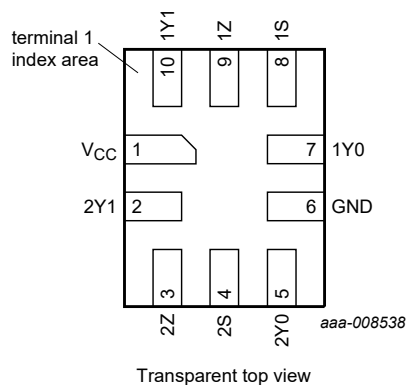 terminal 1
index area
1Y1
1Z
1S
10
9
8
VCC
1
7
1Y0
2Y1
2
6
GND
3
4
5
2Z
2S
2Y0
aaa-008538
Transparent top view